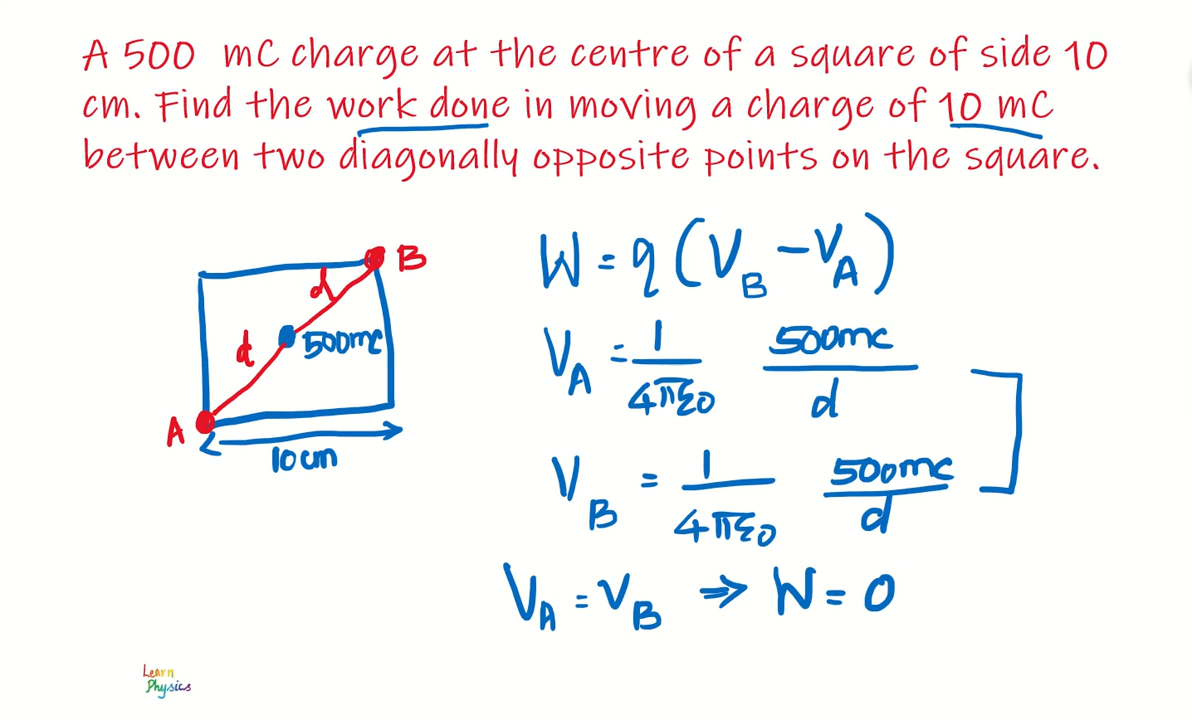 A 500 mC charge at the centre of a square of side 10
cm. Find the work done in moving a charge of 10 mC
between two diagonally opposite points on the square.
B
d
d
500mc
A
10cm
W = q (V_B - V_A)
V_A = 1/4πε0 500mc/d
V_B = 1/4πε0 500mc/d
V_A = V_B ⇒ W = 0
Learn
Physics